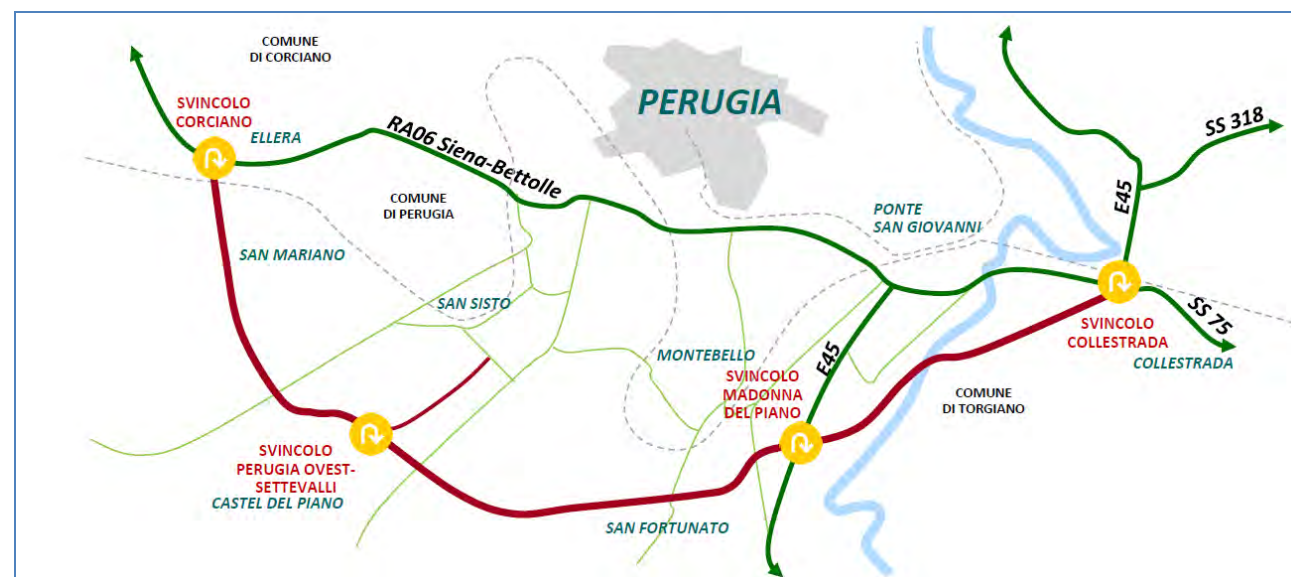 COMUNE
DI CORCIANO
SVINCOLO
CORCIANO
ELLERA
RA06 Siena-Bettolle
PERUGIA
SS 318
E45
COMUNE
DI PERUGIA
PONTE
SAN GIOVANNI
SAN MARIANO
SAN SISTO
SS 75
SVINCOLO
COLLESTRADA
COLLESTRADA
MONTEBELLO
E45
SVINCOLO
MADONNA
DEL PIANO
COMUNE
DI TORGIANO
SVINCOLO
PERUGIA OVEST-
SETTEVALLI
CASTEL DEL PIANO
SAN FORTUNATO